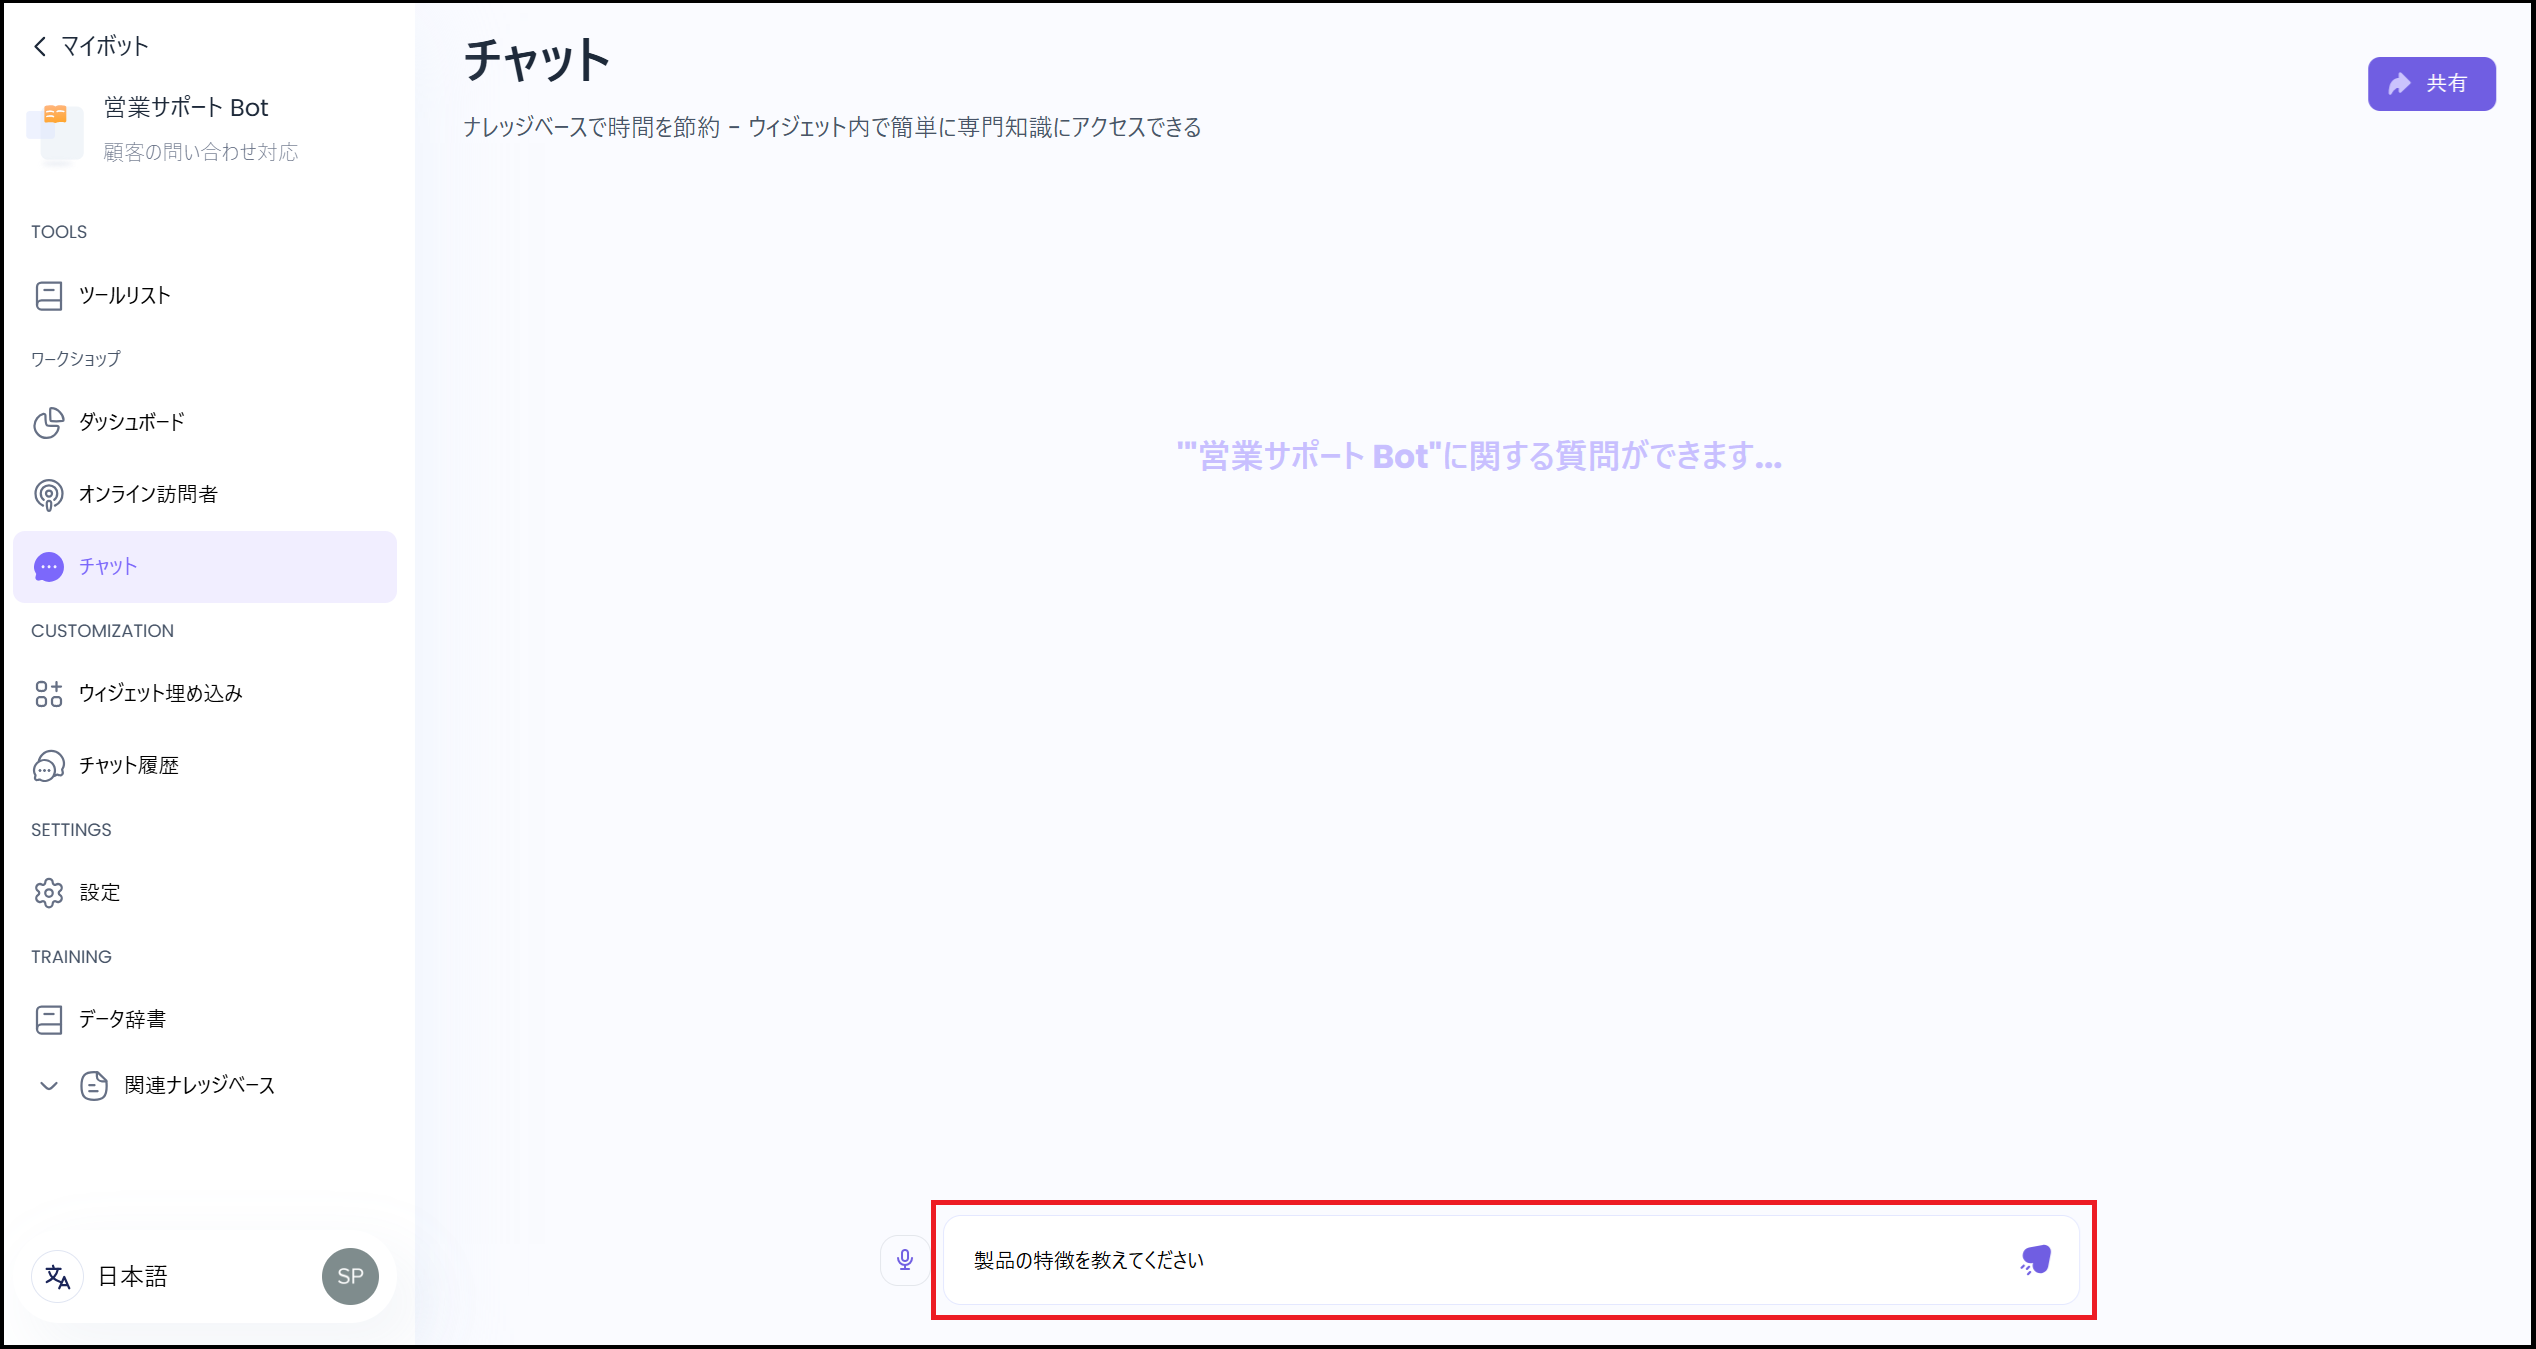 マイボット
営業サポート Bot
顧客の問い合わせ対応
TOOLS
ツールリスト
ワークショップ
ダッシュボード
オンライン訪問者
チャット
CUSTOMIZATION
ウィジェット埋め込み
チャット履歴
SETTINGS
設定
TRAINING
データ辞書
関連ナレッジベース
日本語
SP
チャット
ナレッジベースで時間を節約 - ウィジェット内で簡単に専門知識にアクセスできる
共有
'"営業サポート Bot"に関する質問ができます...
製品の特徴を教えてください